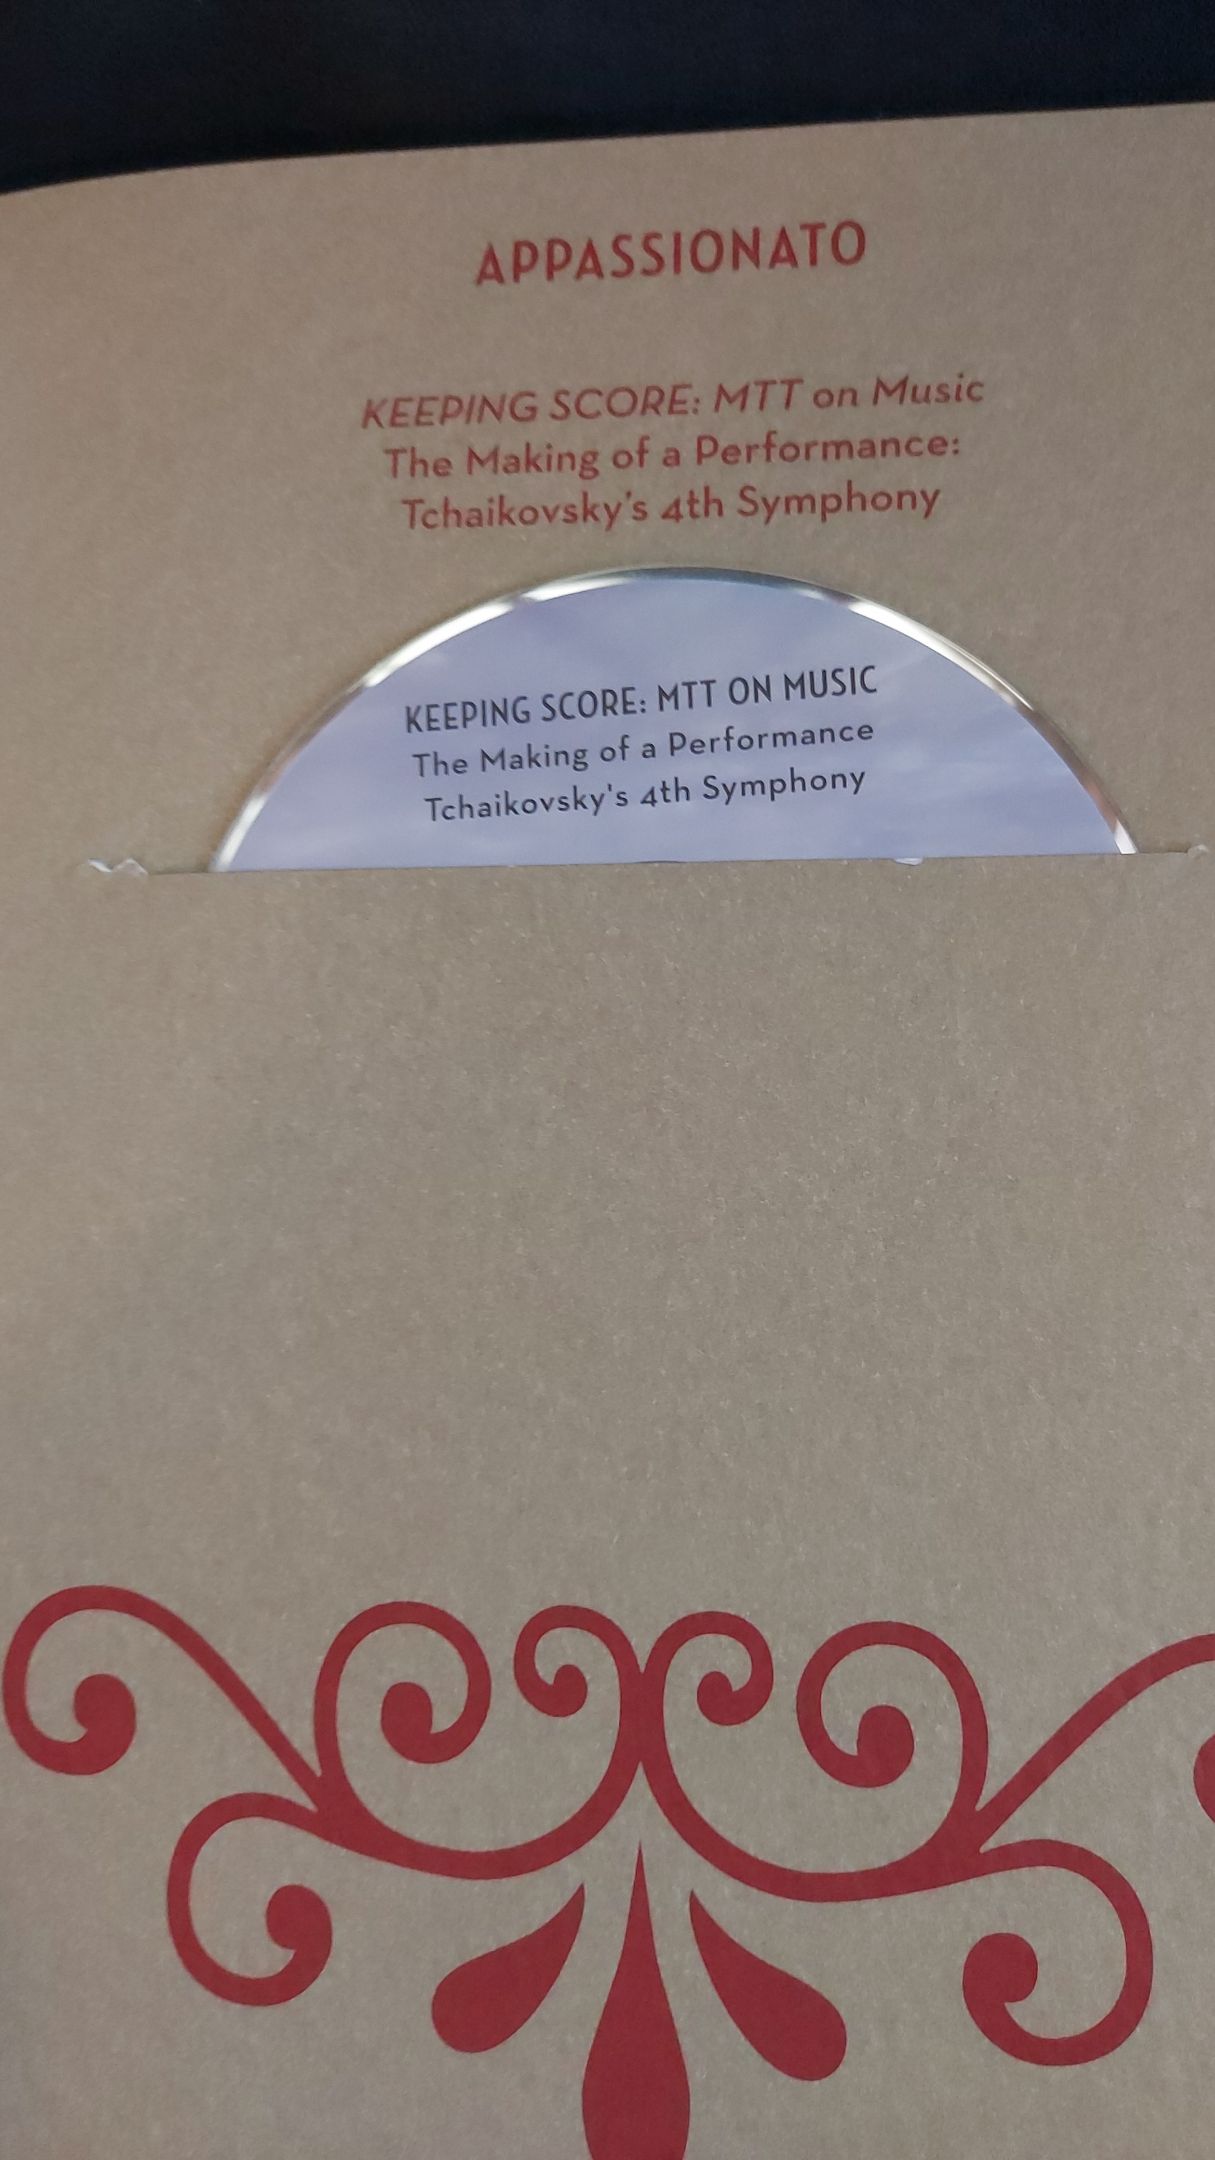 APPASSIONATO
KEEPING SCORE: MTT on Music
The Making of a Performance:
Tchaikovsky's 4th Symphony
KEEPING SCORE: MTT ON MUSIC
The Making of a Performance
Tchaikovsky's 4th Symphony